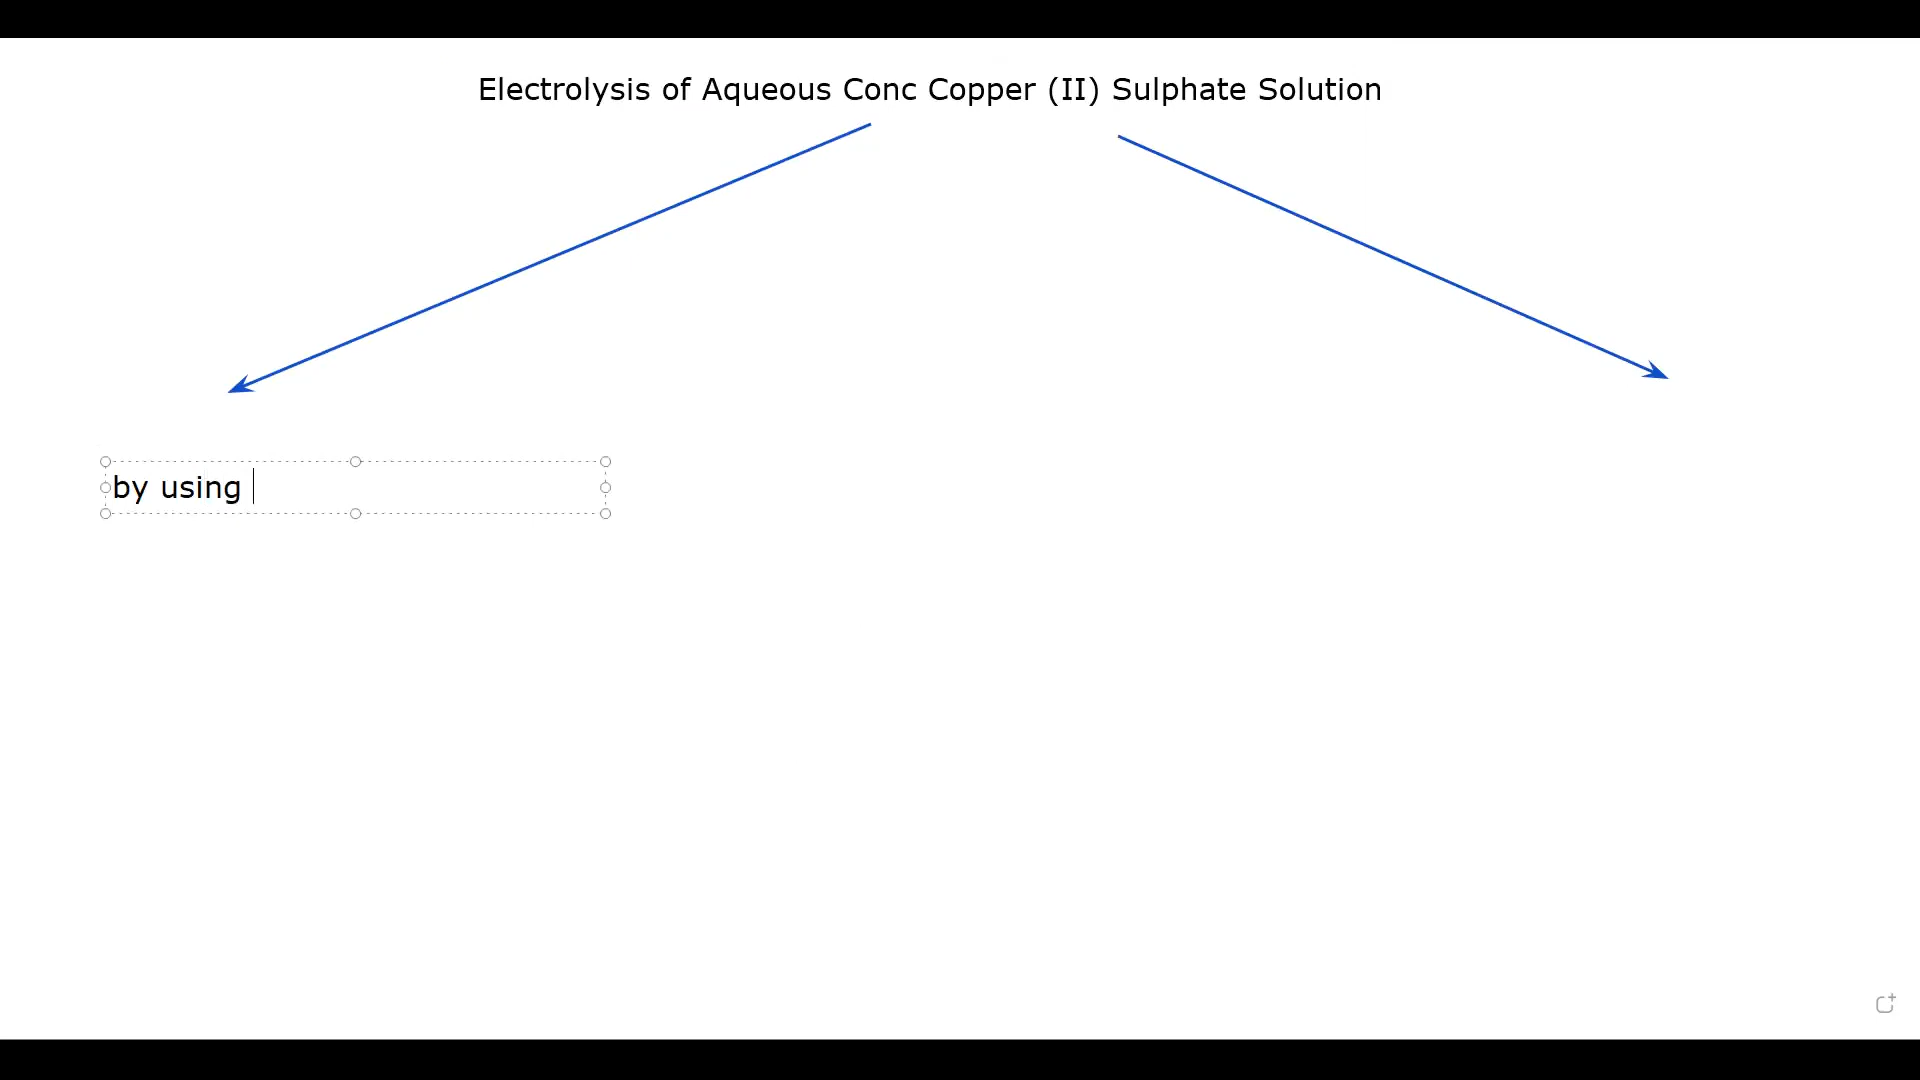 Electrolysis of Aqueous Conc Copper (II) Sulphate Solution
by using